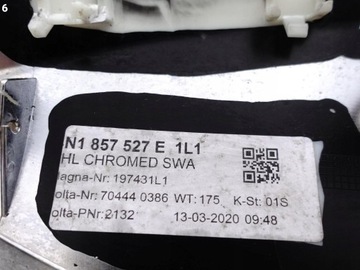 6
N1 857 527 E 1L1
HL CHROMED SWA
agna-Nr: 197431L1
olta-Nr: 70444 0386 WT: 175 K-St: 01S
olta-PNr: 2132 13-03-2020 09:48